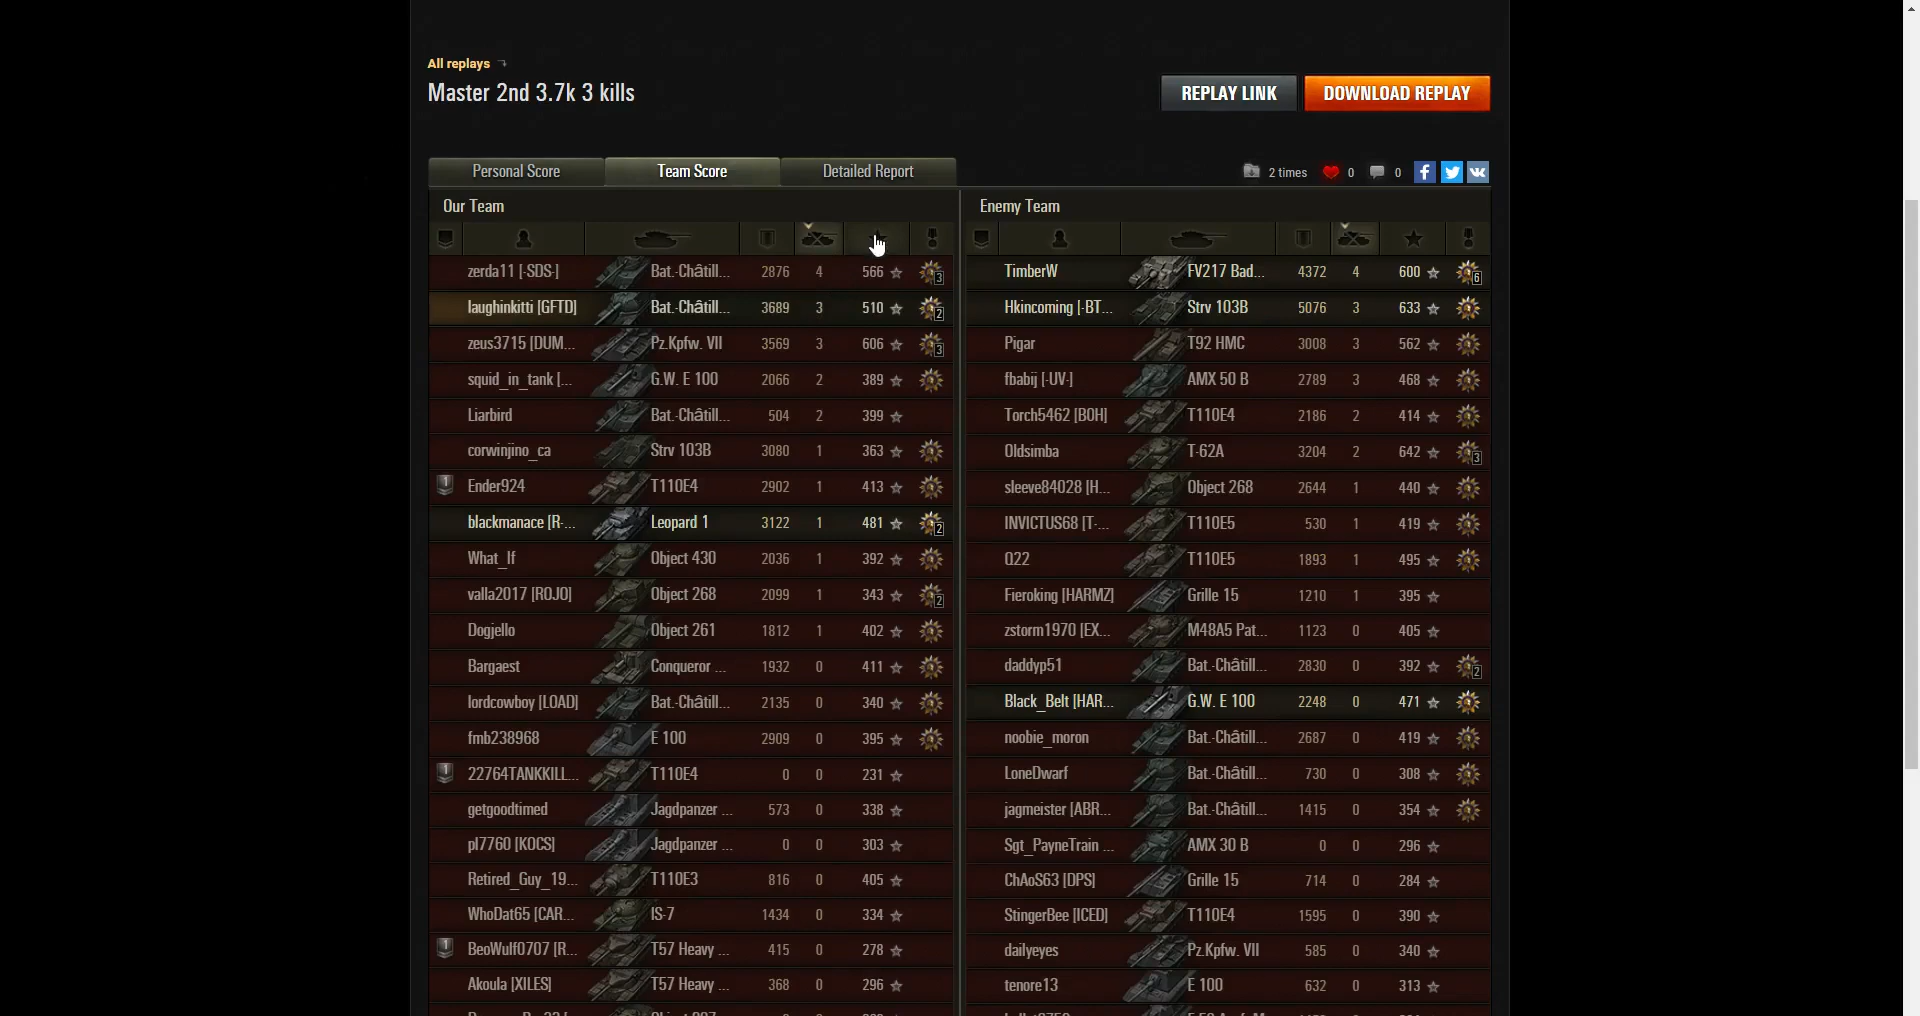 All replays
Master 2nd 3.7k 3 kills
REPLAY LINK
DOWNLOAD REPLAY
Personal Score
Team Score
Detailed Report
2 times 0 0
Our Team
Enemy Team
zerda11 [-SDS-] Bat.-Châtill... 2876 4 566 3
laughinkitti [GFTD] Bat.-Châtill... 3689 3 510 2
zeus3715 [DUM... Pz.Kpfw. VII 3569 3 606 3
squid_in_tank [... G.W. E 100 2066 2 389
Liarbird Bat.-Châtill... 504 2 399
corwinjino_ca Strv 103B 3080 1 363
1 Ender924 T110E4 2902 1 413
blackmanace [R-... Leopard 1 3122 1 481 2
What_If Object 430 2036 1 392
valla2017 [ROJO] Object 268 2099 1 343 2
Dogjello Object 261 1812 1 402
Bargaest Conqueror ... 1932 0 411
lordcowboy [LOAD] Bat.-Châtill... 2135 0 340
fmb238968 E 100 2909 0 395
1 22764TANKKILL... T110E4 0 0 231
getgoodtimed Jagdpanzer ... 573 0 338
pl7760 [KOCS] Jagdpanzer ... 0 0 303
Retired_Guy_19... T110E3 816 0 405
WhoDat65 [CAR... IS-7 1434 0 334
1 BeoWulf0707 [R... T57 Heavy ... 415 0 278
Akoula [XILES] T57 Heavy ... 368 0 296
TimberW FV217 Bad... 4372 4 600 6
Hkincoming [-BT... Strv 103B 5076 3 633
Pigar T92 HMC 3008 3 562
fbabij [-UV-] AMX 50 B 2789 3 468
Torch5462 [BOH] T110E4 2186 2 414
Oldsimba T-62A 3204 2 642 3
sleeve84028 [H... Object 268 2644 1 440
INVICTUS68 [T-... T110E5 530 1 419
Q22 T110E5 1893 1 495
Fieroking [HARMZ] Grille 15 1210 1 395
zstorm1970 [EX... M48A5 Pat... 1123 0 405
daddyp51 Bat.-Châtill... 2830 0 392 2
Black_Belt [HAR... G.W. E 100 2248 0 471
noobie_moron Bat.-Châtill... 2687 0 419
LoneDwarf Bat.-Châtill... 730 0 308
jagmeister [ABR... Bat.-Châtill... 1415 0 354
Sgt_PayneTrain ... AMX 30 B 0 0 296
ChAoS63 [DPS] Grille 15 714 0 284
StingerBee [ICED] T110E4 1595 0 390
dailyeyes Pz.Kpfw. VII 585 0 340
tenore13 E 100 632 0 313